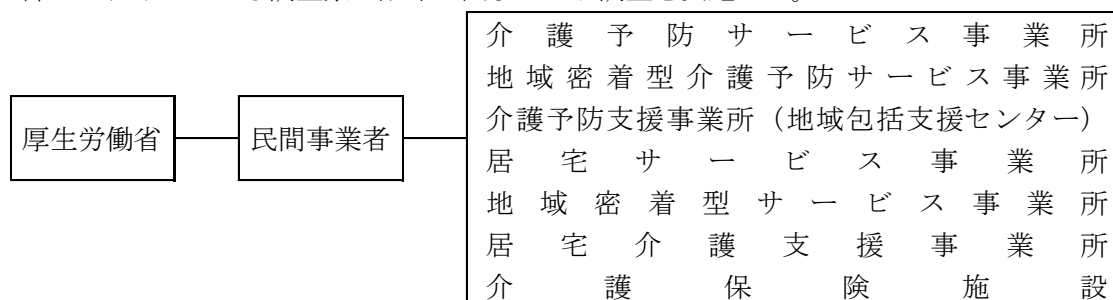 厚生労働省
民間事業者
介護予防サービス事業所
地域密着型介護予防サービス事業所
介護予防支援事業所（地域包括支援センター）
居宅サービス事業所
地域密着型サービス事業所
居宅介護支援事業所
介護保険施設